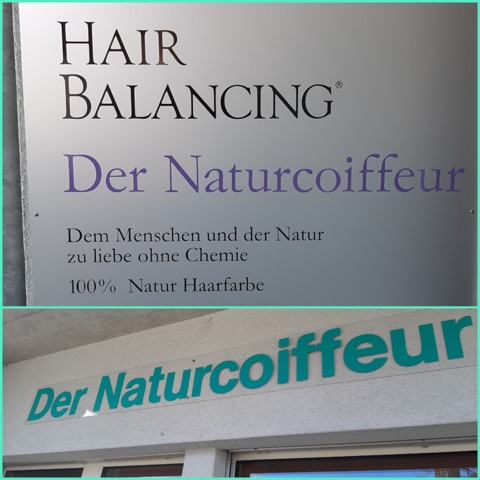 HAIR
BALANCING®
Der Naturcoiffeur
Dem Menschen und der Natur
zu liebe ohne Chemie
100% Natur Haarfarbe
Der Naturcoiffeur